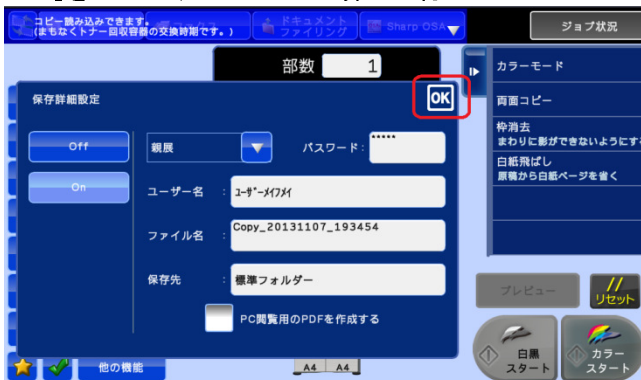 コピー読み込みできます。
(まもなくトナー回収容器の交換時期です。)
ドキュメント
ファイリング
Sharp OSA
ジョブ状況
部数 1
カラーモード
保存詳細設定
OK
両面コピー
枠消去
まわりに影ができないようにす
Off
親展
パスワード:
*****
白紙飛ばし
原稿から白紙ページを省く
On
ユーザー名 :
ユーザーメイフメイ
ファイル名 :
Copy_20131107_193454
保存先 :
標準フォルダー
プレビュー
リセット
PC閲覧用のPDFを作成する
白黒
スタート
カラー
スタート
他の機能
A4 A4